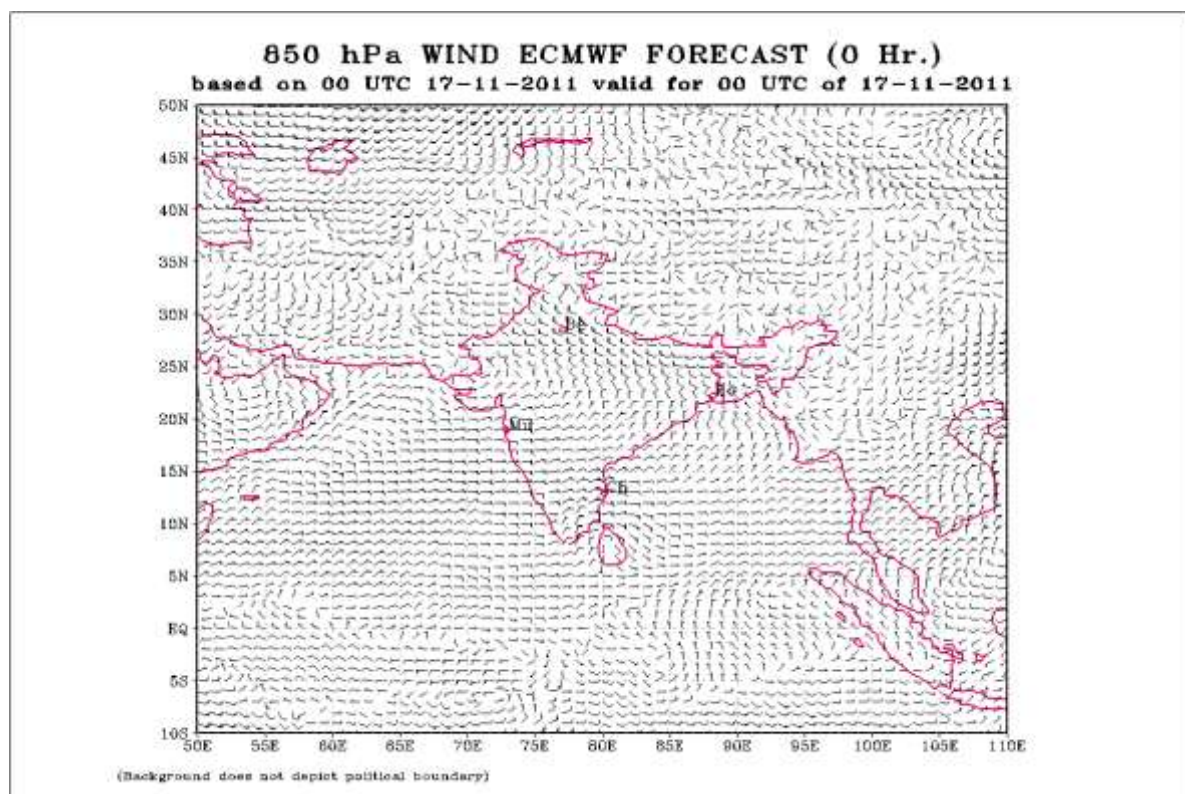 850 hPa WIND ECMWF FORECAST (0 Hr.)
based on 00 UTC 17-11-2011 valid for 00 UTC of 17-11-2011
50N
45N
40N
35N
30N
25N
20N
15N
10N
5N
EQ
5S
10S
Mu
50E 55E 60E 65E 70E 75E 80E 85E 90E 95E 100E 105E 110E
(Background does not depict political boundary)